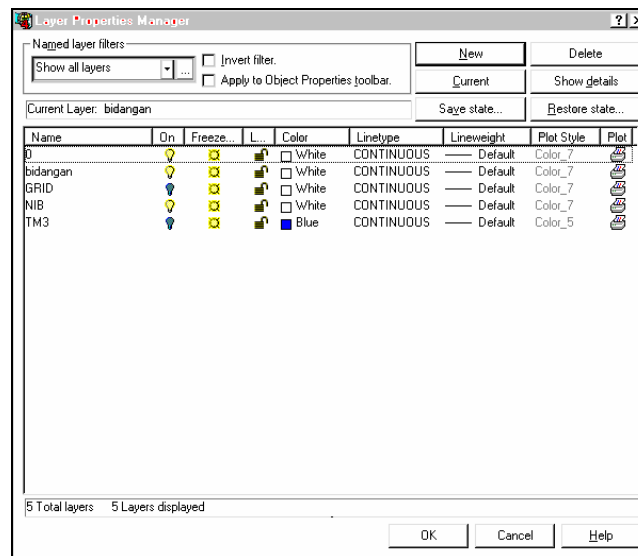 Layer Properties Manager
Named layer filters
Show all layers
...
Invert filter.
Apply to Object Properties toolbar.
New
Delete
Current
Show details
Current Layer: bidangan
Save state...
Restore state...
Name On Freeze... L... Color Linetype Lineweight Plot Style Plot
0 White CONTINUOUS Default Color_7
bidangan White CONTINUOUS Default Color_7
GRID White CONTINUOUS Default Color_7
NIB White CONTINUOUS Default Color_7
TM3 Blue CONTINUOUS Default Color_5
5 Total layers 5 Layers displayed
OK Cancel Help